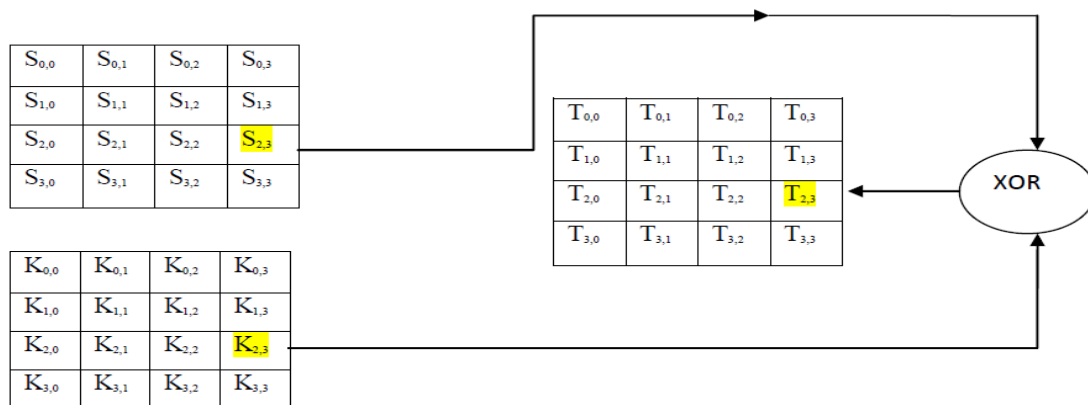 S0,0 S0,1 S0,2 S0,3
S1,0 S1,1 S1,2 S1,3
S2,0 S2,1 S2,2 S2,3
S3,0 S3,1 S3,2 S3,3
T0,0 T0,1 T0,2 T0,3
T1,0 T1,1 T1,2 T1,3
T2,0 T2,1 T2,2 T2,3
T3,0 T3,1 T3,2 T3,3
XOR
K0,0 K0,1 K0,2 K0,3
K1,0 K1,1 K1,2 K1,3
K2,0 K2,1 K2,2 K2,3
K3,0 K3,1 K3,2 K3,3